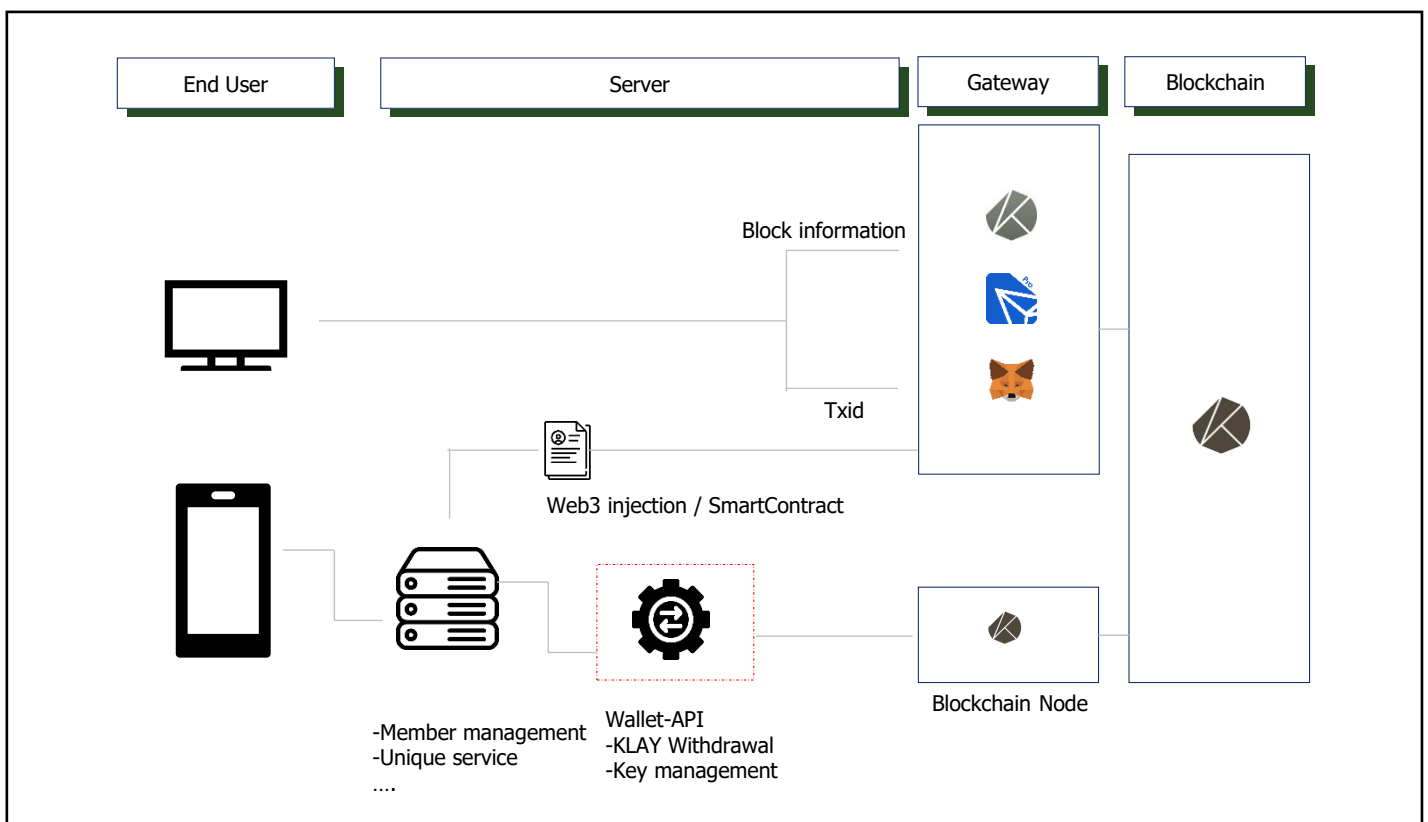 End User
Server
Gateway
Blockchain
Block information
Pro
Txid
Web3 injection / SmartContract
Blockchain Node
-Member management
-Unique service
….
Wallet-API
-KLAY Withdrawal
-Key management